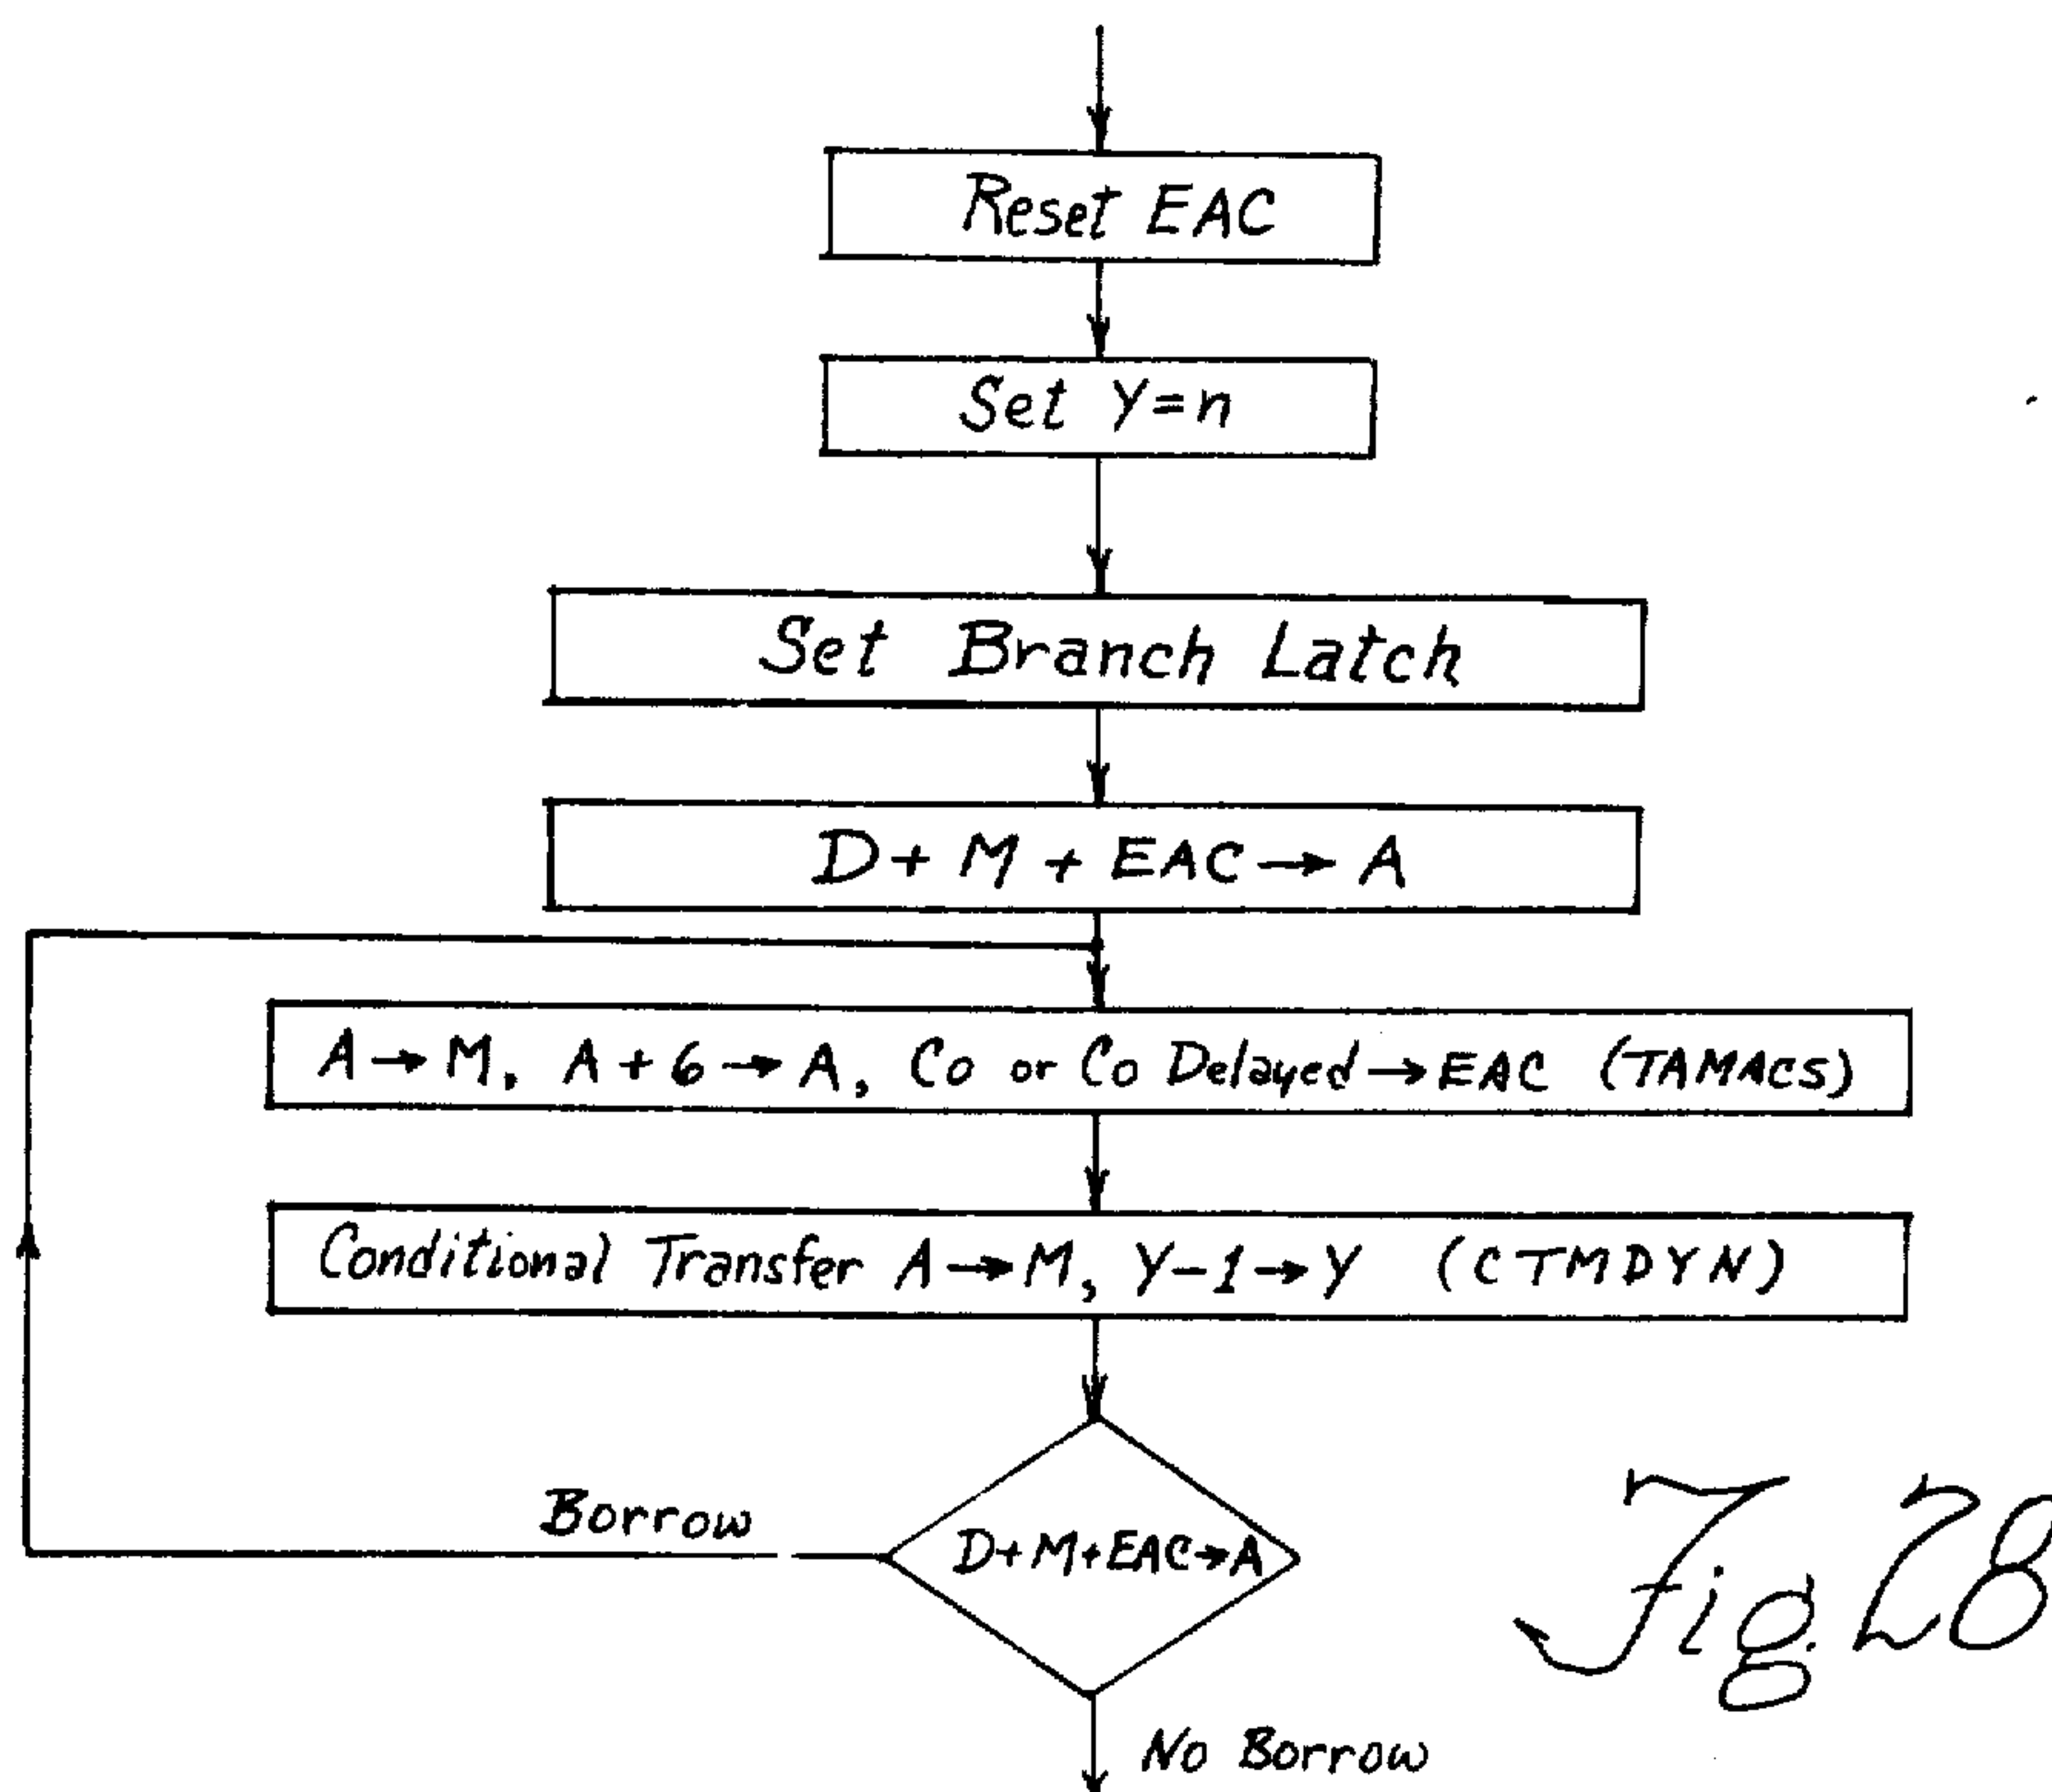 Reset EAC
Set Y=n
Set Branch Latch
D+ M + EAC → A
A → M, A + 6 → A, Co or Co Delayed → EAC (TAMACS)
Conditional Transfer A → M, Y-1 → Y (CTMDYN)
Borrow
D+M+EAC→A
Fig. 28
No Borrow